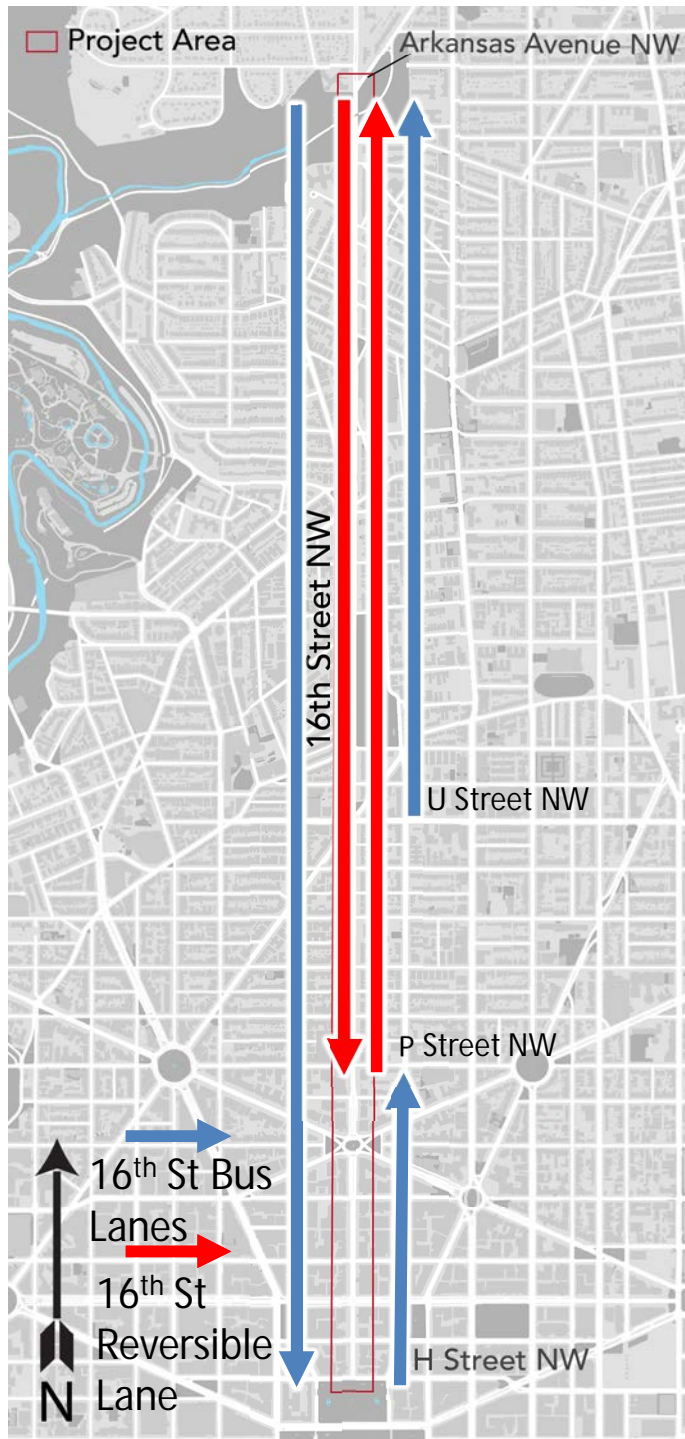 Project Area
Arkansas Avenue NW
16th Street NW
U Street NW
P Street NW
16th St Bus
Lanes
16th St
Reversible
Lane
H Street NW
N